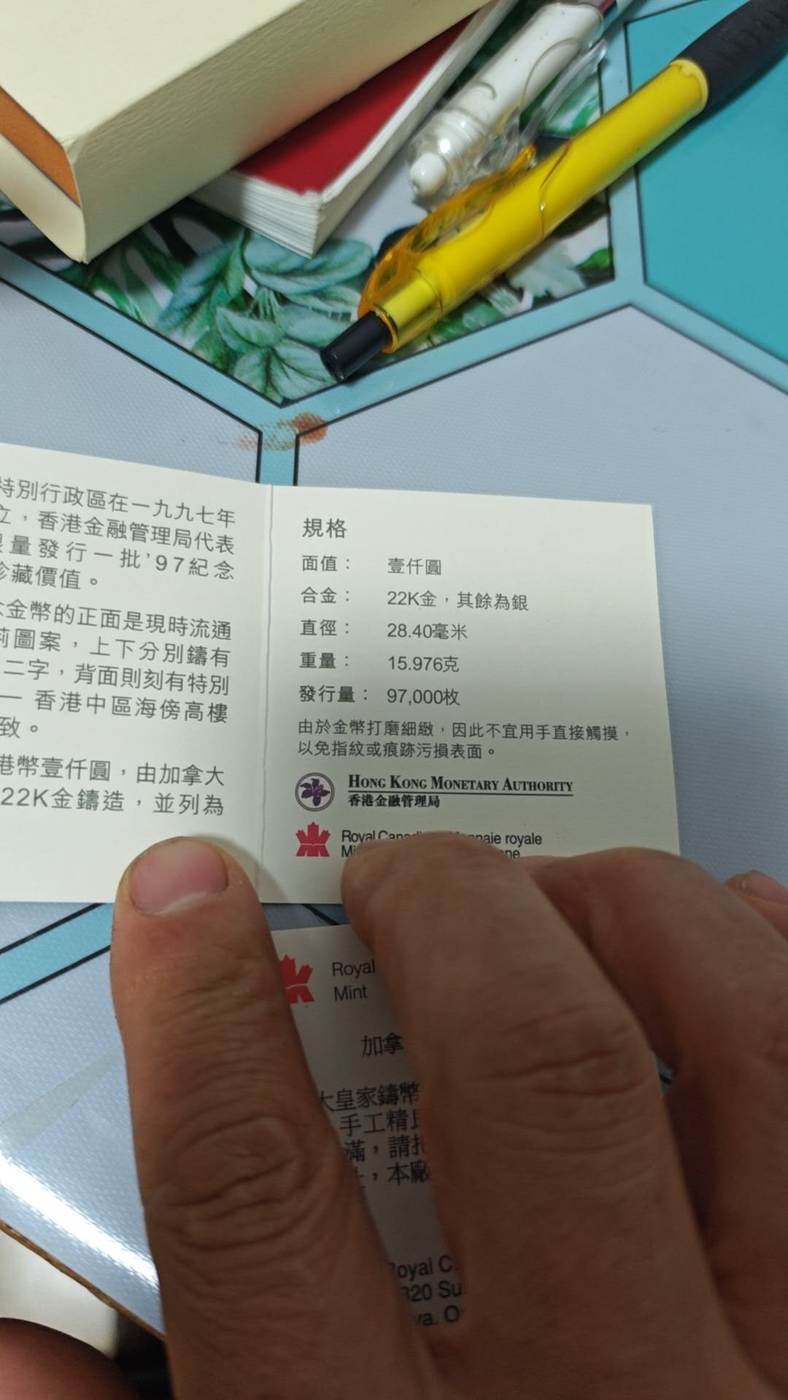 特別行政區在一九九七年
立，香港金融管理局代表
量發行一批'97紀念
珍藏價值。
金幣的正面是現時流通
圖案，上下分別鑄有
二字，背面則刻有特別
— 香港中區海傍高樓
致。
港幣壹仟圓，由加拿大
22K金鑄造，並列為
規格
面值： 壹仟圓
合金： 22K金，其餘為銀
直徑： 28.40毫米
重量： 15.976克
發行量： 97,000枚
由於金幣打磨細緻，因此不宜用手直接觸摸，
以免指紋或痕跡污損表面。
HONG KONG MONETARY AUTHORITY
香港金融管理局
Royal royale
Royal
Mint
加拿
大皇家鑄幣
手工精
滿，請
，本廠
Royal
320